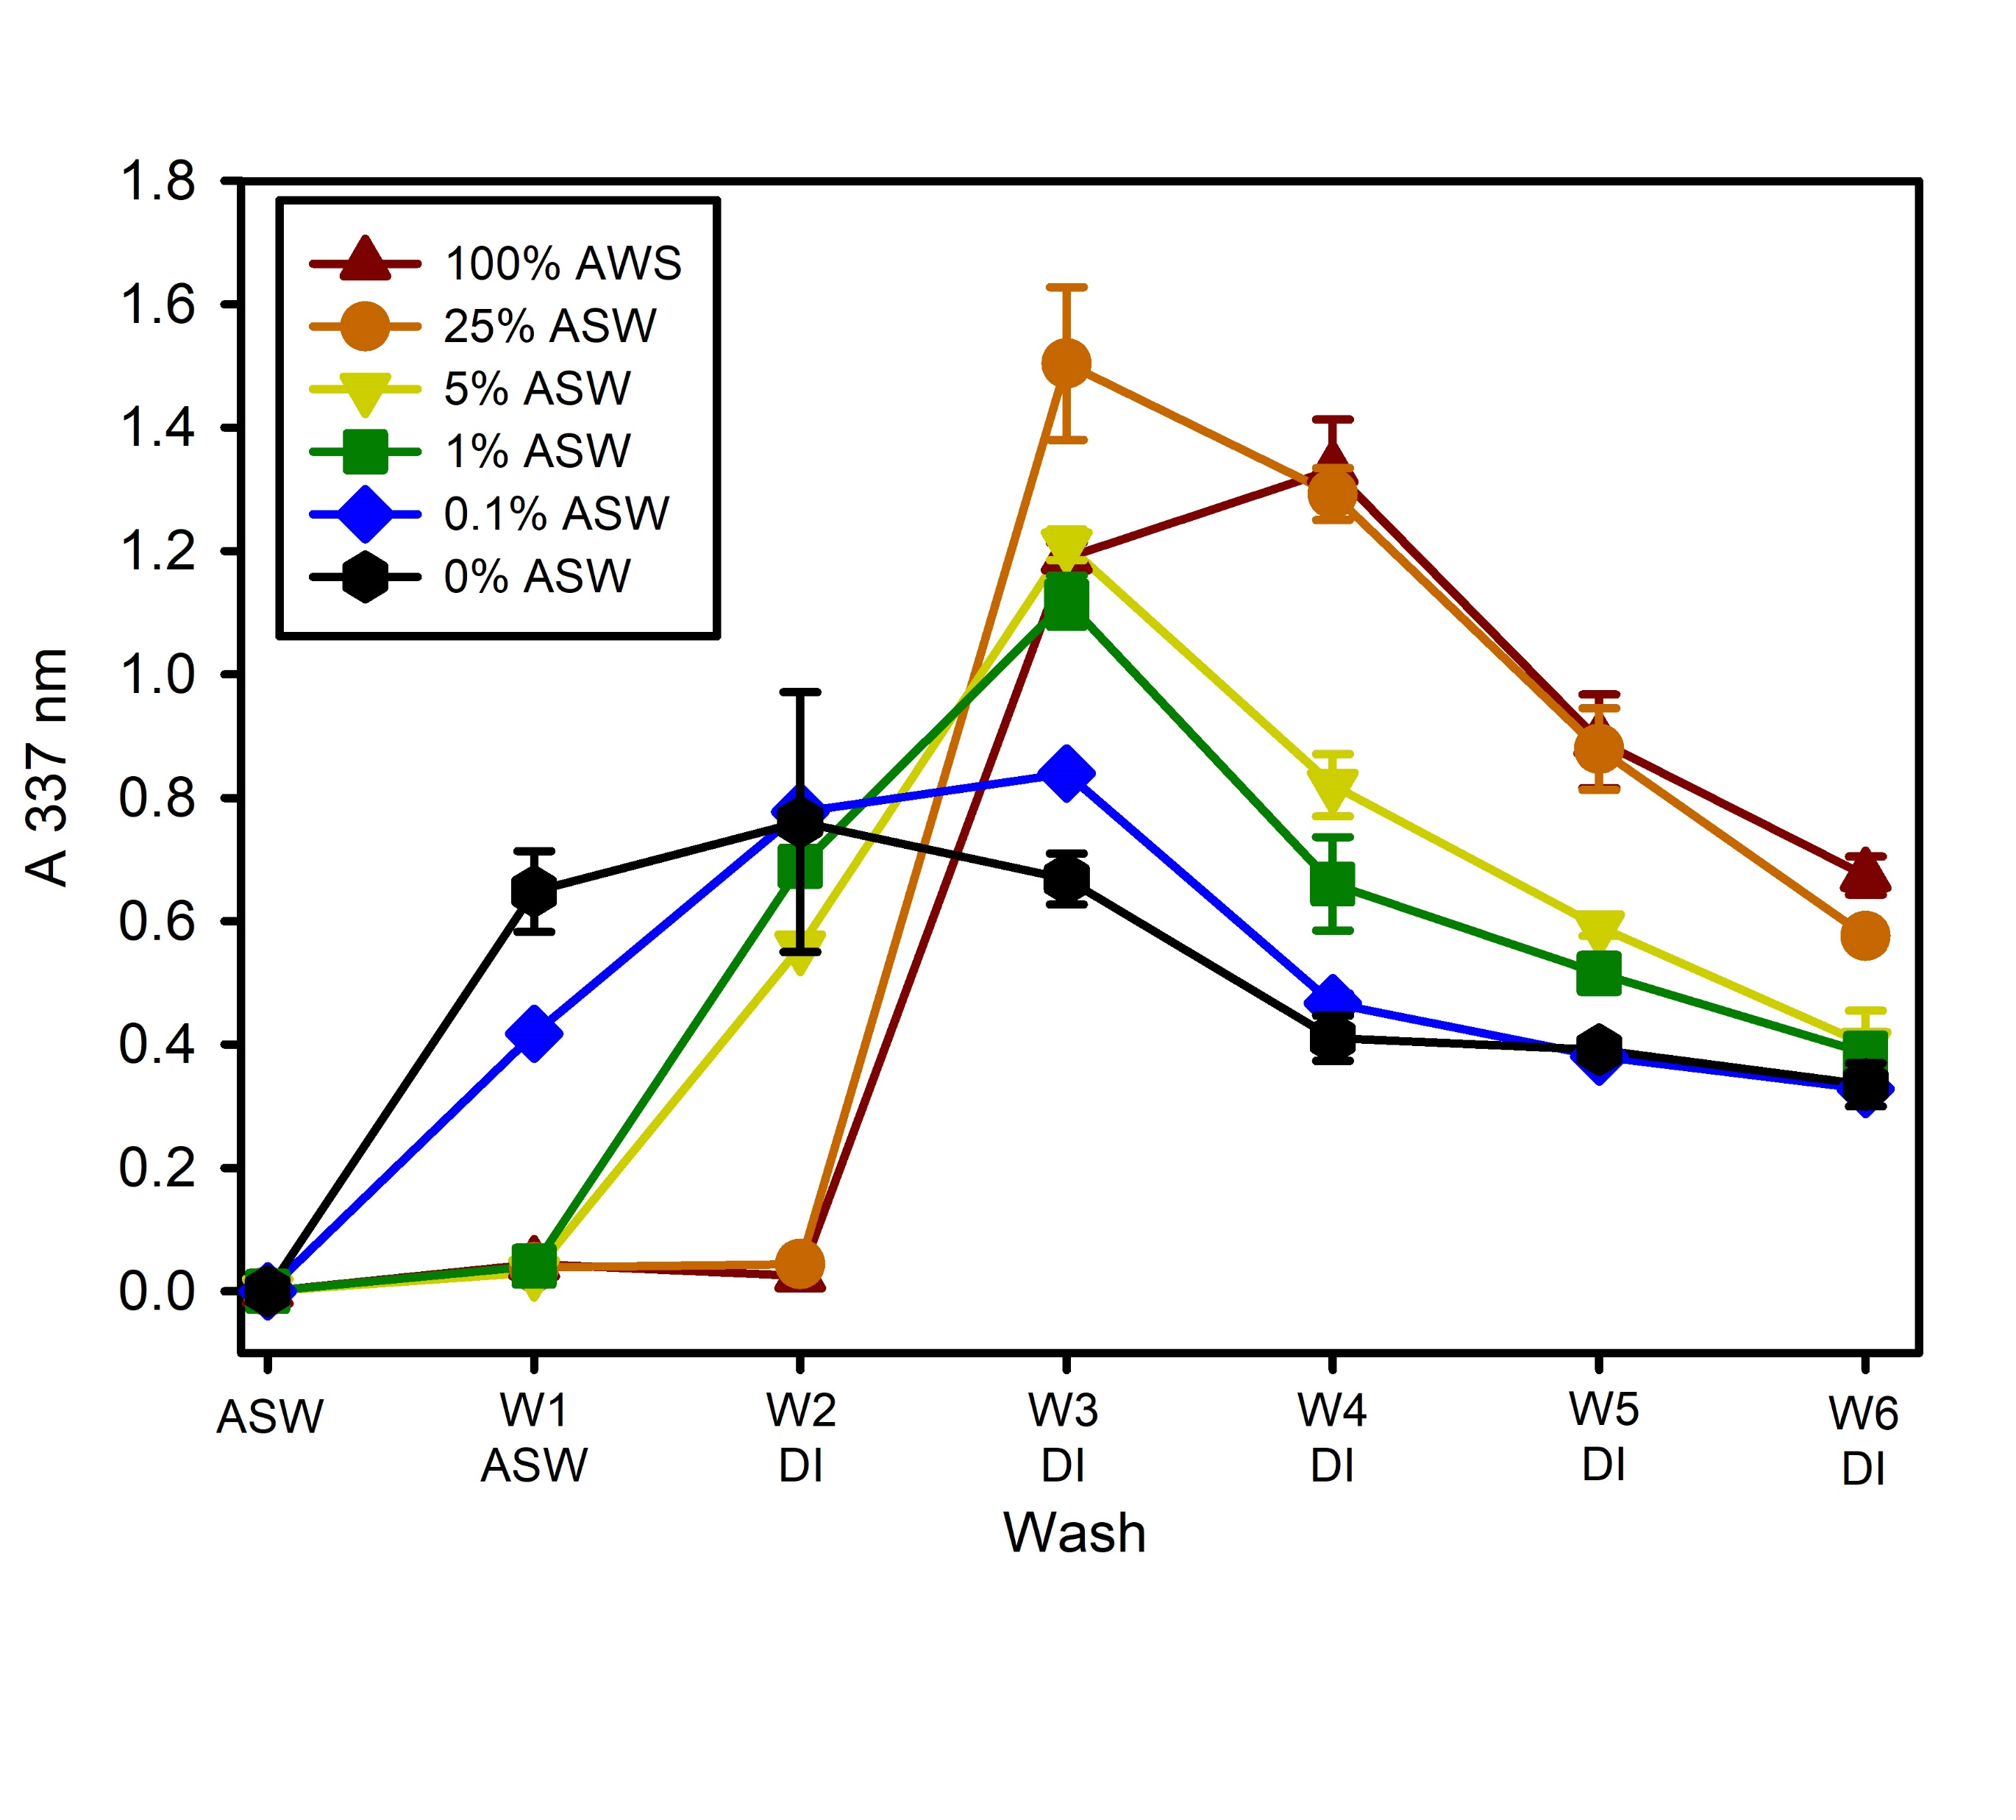 1.8
1.6
1.4
1.2
1.0
0.8
0.6
0.4
0.2
0.0
A 337 nm
100% AWS
25% ASW
5% ASW
1% ASW
0.1% ASW
0% ASW
ASW
W1
ASW
W2
DI
W3
DI
W4
DI
W5
DI
W6
DI
Wash